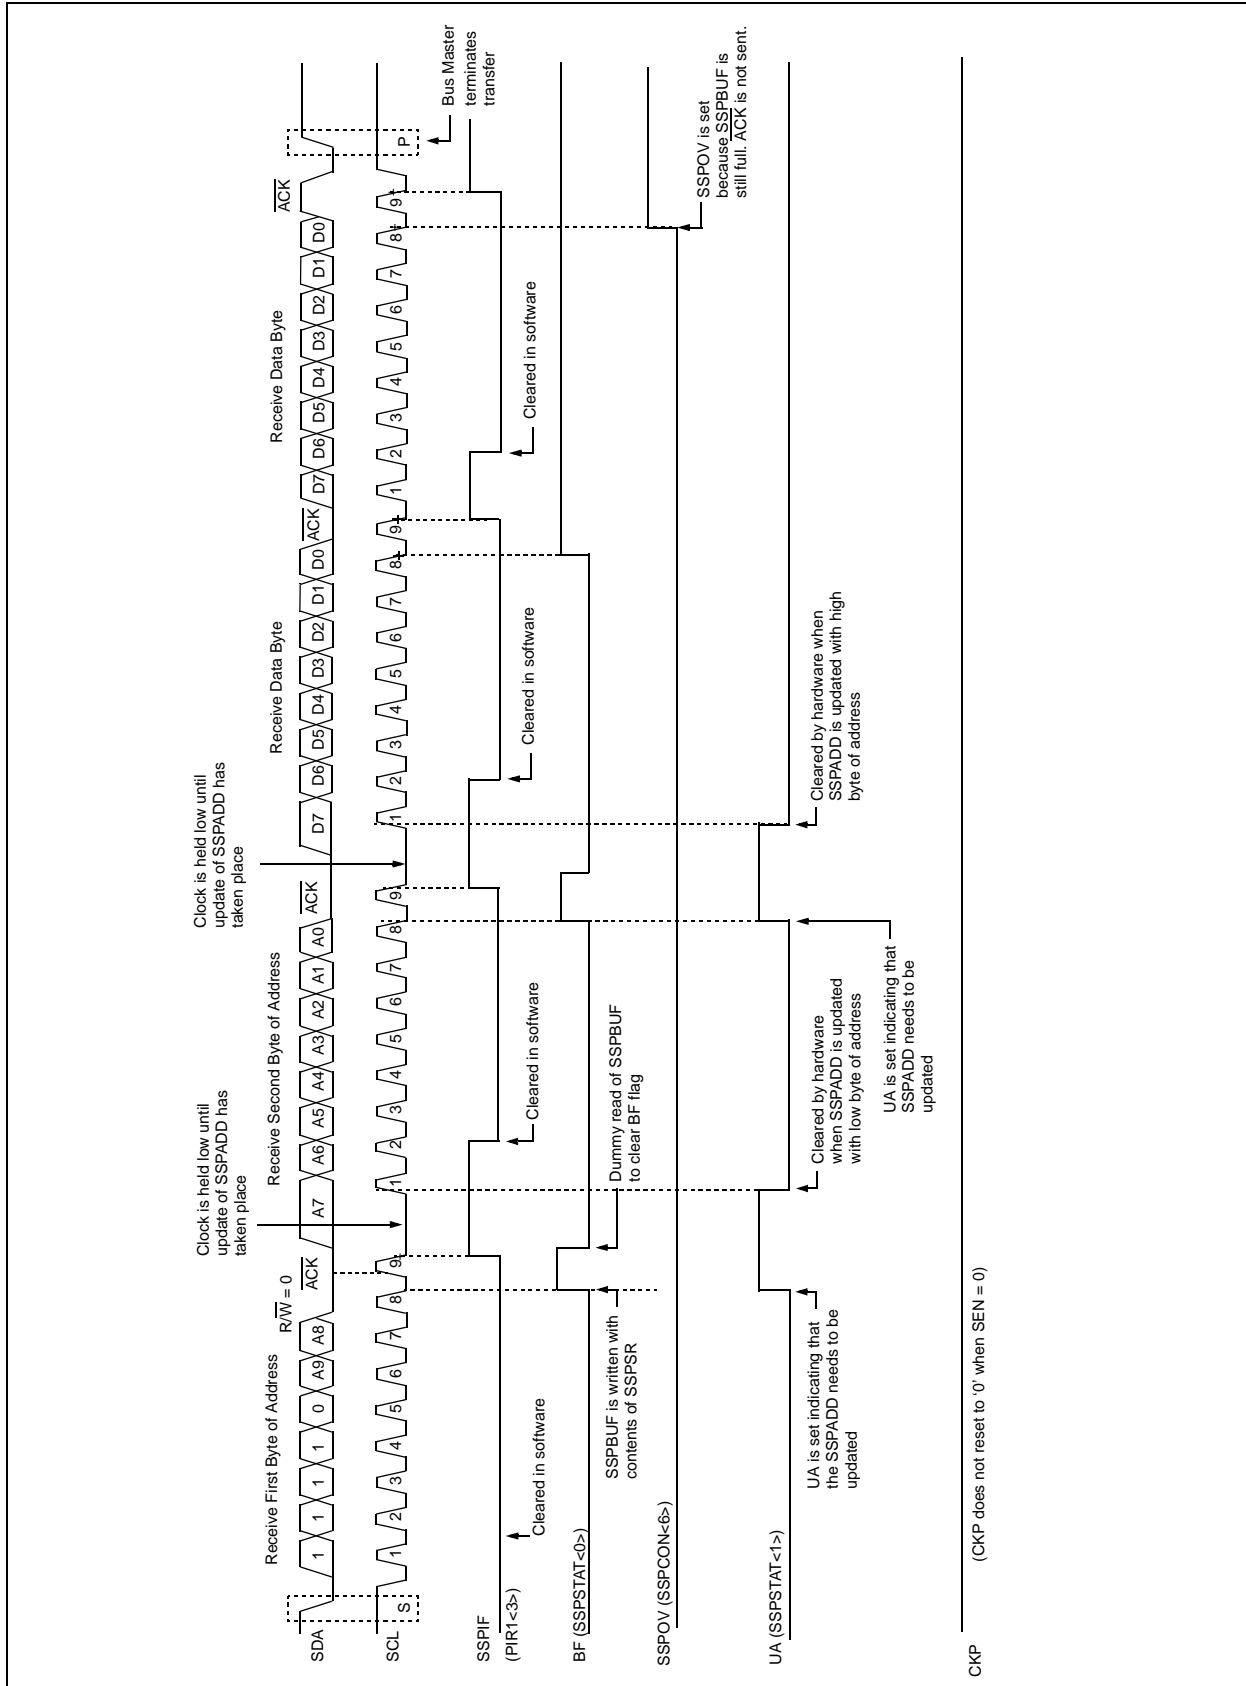 Receive First Byte of Address
R/W = 0
ACK
Clock is held low until
update of SSPADD has
taken place
Receive Second Byte of Address
ACK
Clock is held low until
update of SSPADD has
taken place
Receive Data Byte
ACK
Receive Data Byte
ACK
SDA
1 1 1 1 0 A9 A8
A7 A6 A5 A4 A3 A2 A1 A0
D7 D6 D5 D4 D3 D2 D1 D0
D7 D6 D5 D4 D3 D2 D1 D0
SCL
S
1 2 3 4 5 6 7 8 9
1 2 3 4 5 6 7 8 9
1 2 3 4 5 6 7 8 9
1 2 3 4 5 6 7 8 9
P
Bus Master
terminates
transfer
SSPIF
(PIR1<3>)
Cleared in software
Cleared in software
Cleared in software
Cleared in software
BF (SSPSTAT<0>)
SSPBUF is written with
contents of SSPSR
Dummy read of SSPBUF
to clear BF flag
SSPOV (SSPCON<6>)
SSPOV is set
because SSPBUF is
still full. ACK is not sent.
UA (SSPSTAT<1>)
UA is set indicating that
the SSPADD needs to be
updated
Cleared by hardware
when SSPADD is updated
with low byte of address
UA is set indicating that
SSPADD needs to be
updated
Cleared by hardware when
SSPADD is updated with high
byte of address
CKP
(CKP does not reset to ‘0’ when SEN = 0)